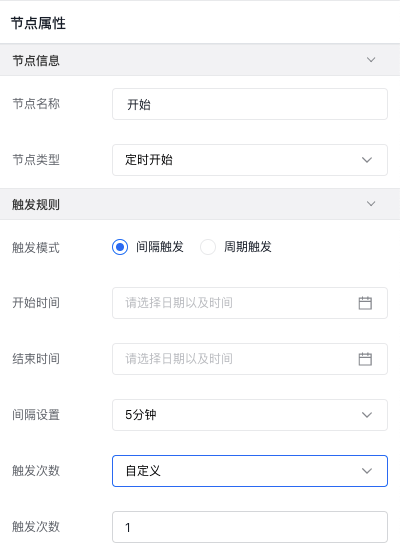 节点属性
节点信息
节点名称 开始
节点类型 定时开始
触发规则
触发模式 间隔触发 周期触发
开始时间 请选择日期以及时间
结束时间 请选择日期以及时间
间隔设置 5分钟
触发次数 自定义
触发次数 1